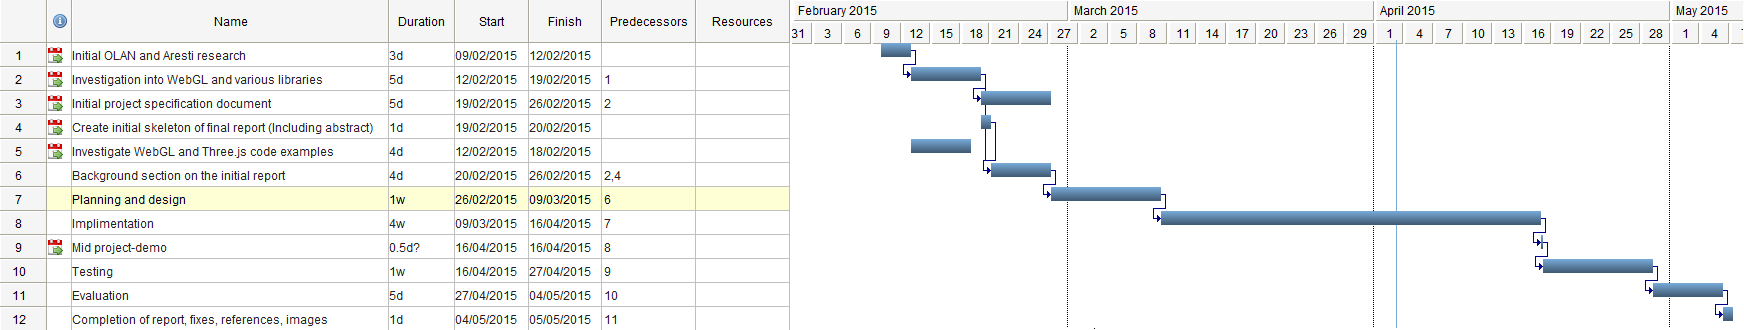 Name Duration Start Finish Predecessors Resources February 2015 March 2015 April 2015 May 2015
31 3 6 9 12 15 18 21 24 27 2 5 8 11 14 17 20 23 26 29 1 4 7 10 13 16 19 22 25 28 1 4 7
1 Initial OLAN and Aresti research 3d 09/02/2015 12/02/2015
2 Investigation into WebGL and various libraries 5d 12/02/2015 19/02/2015 1
3 Initial project specification document 5d 19/02/2015 26/02/2015 2
4 Create initial skeleton of final report (Including abstract) 1d 19/02/2015 20/02/2015
5 Investigate WebGL and Three.js code examples 4d 12/02/2015 18/02/2015
6 Background section on the initial report 4d 20/02/2015 26/02/2015 2,4
7 Planning and design 1w 26/02/2015 09/03/2015 6
8 Implimentation 4w 09/03/2015 16/04/2015 7
9 Mid project-demo 0.5d? 16/04/2015 16/04/2015 8
10 Testing 1w 16/04/2015 27/04/2015 9
11 Evaluation 5d 27/04/2015 04/05/2015 10
12 Completion of report, fixes, references, images 1d 04/05/2015 05/05/2015 11